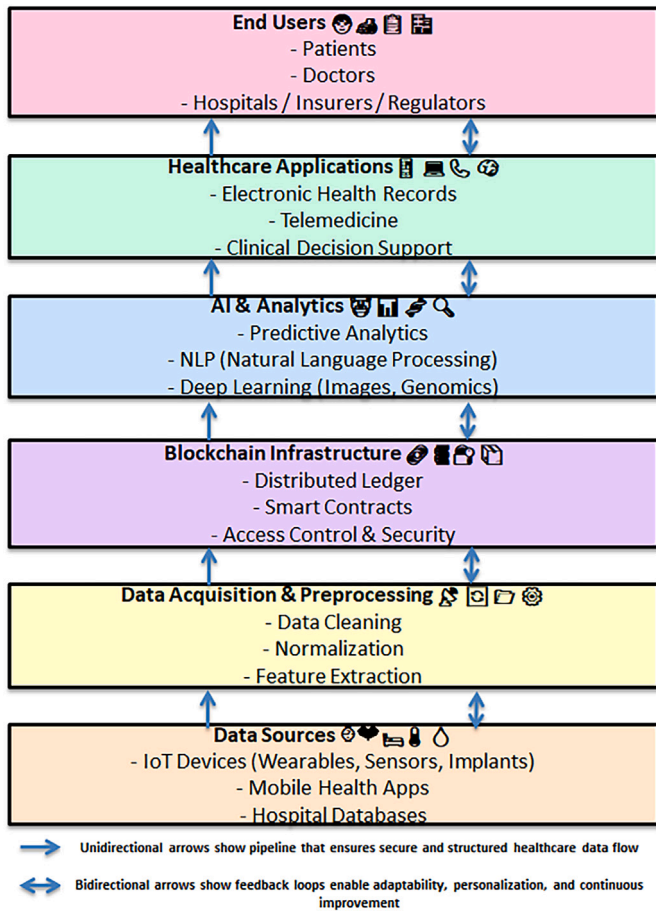 End Users
- Patients
- Doctors
- Hospitals / Insurers / Regulators
Healthcare Applications
- Electronic Health Records
- Telemedicine
- Clinical Decision Support
AI & Analytics
- Predictive Analytics
- NLP (Natural Language Processing)
- Deep Learning (Images, Genomics)
Blockchain Infrastructure
- Distributed Ledger
- Smart Contracts
- Access Control & Security
Data Acquisition & Preprocessing
- Data Cleaning
- Normalization
- Feature Extraction
Data Sources
- IoT Devices (Wearables, Sensors, Implants)
- Mobile Health Apps
- Hospital Databases
Unidirectional arrows show pipeline that ensures secure and structured healthcare data flow
Bidirectional arrows show feedback loops enable adaptability, personalization, and continuous
improvement